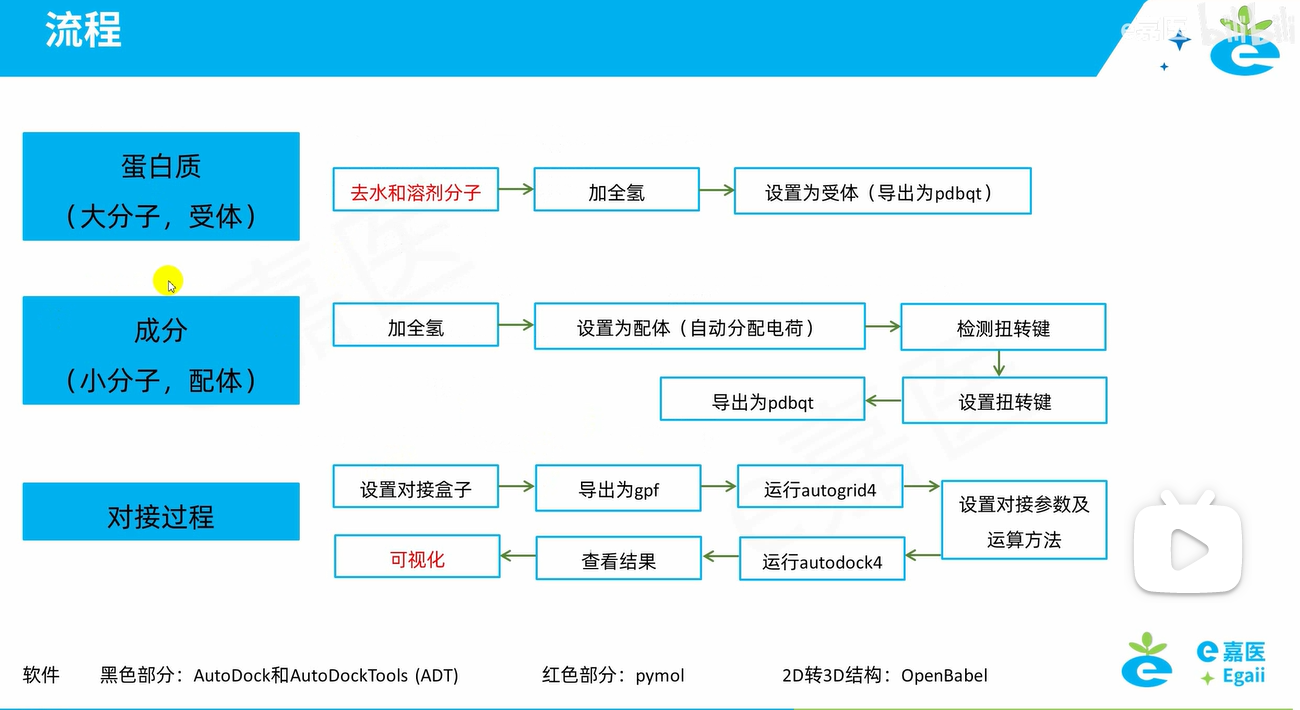 流程
e嘉医
bilibili
蛋白质
（大分子，受体）
去水和溶剂分子
加全氢
设置为受体（导出为pdbqt）
成分
（小分子，配体）
加全氢
设置为配体（自动分配电荷）
检测扭转键
导出为pdbqt
设置扭转键
对接过程
设置对接盒子
导出为gpf
运行autogrid4
设置对接参数及
运算方法
可视化
查看结果
运行autodock4
软件
黑色部分：AutoDock和AutoDockTools (ADT)
红色部分：pymol
2D转3D结构：OpenBabel
e嘉医
Egaii